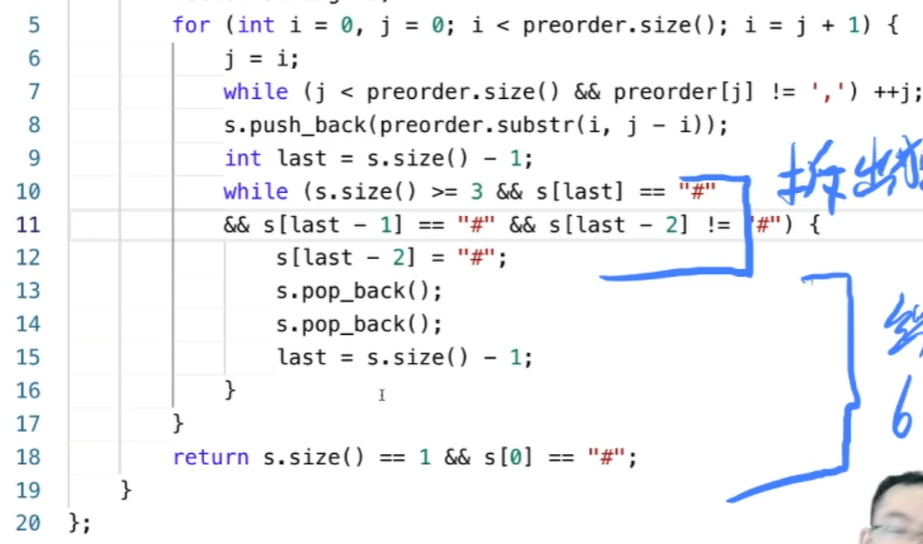 5 for (int i = 0, j = 0; i < preorder.size(); i = j + 1) {
6 j = i;
7 while (j < preorder.size() && preorder[j] != ',') ++j;
8 s.push_back(preorder.substr(i, j - i));
9 int last = s.size() - 1;
10 while (s.size() >= 3 && s[last] == "#"
11 && s[last - 1] == "#" && s[last - 2] != "#") {
12 s[last - 2] = "#";
13 s.pop_back();
14 s.pop_back();
15 last = s.size() - 1;
16 }
17 }
18 return s.size() == 1 && s[0] == "#";
19 }
20 };
拆出
6